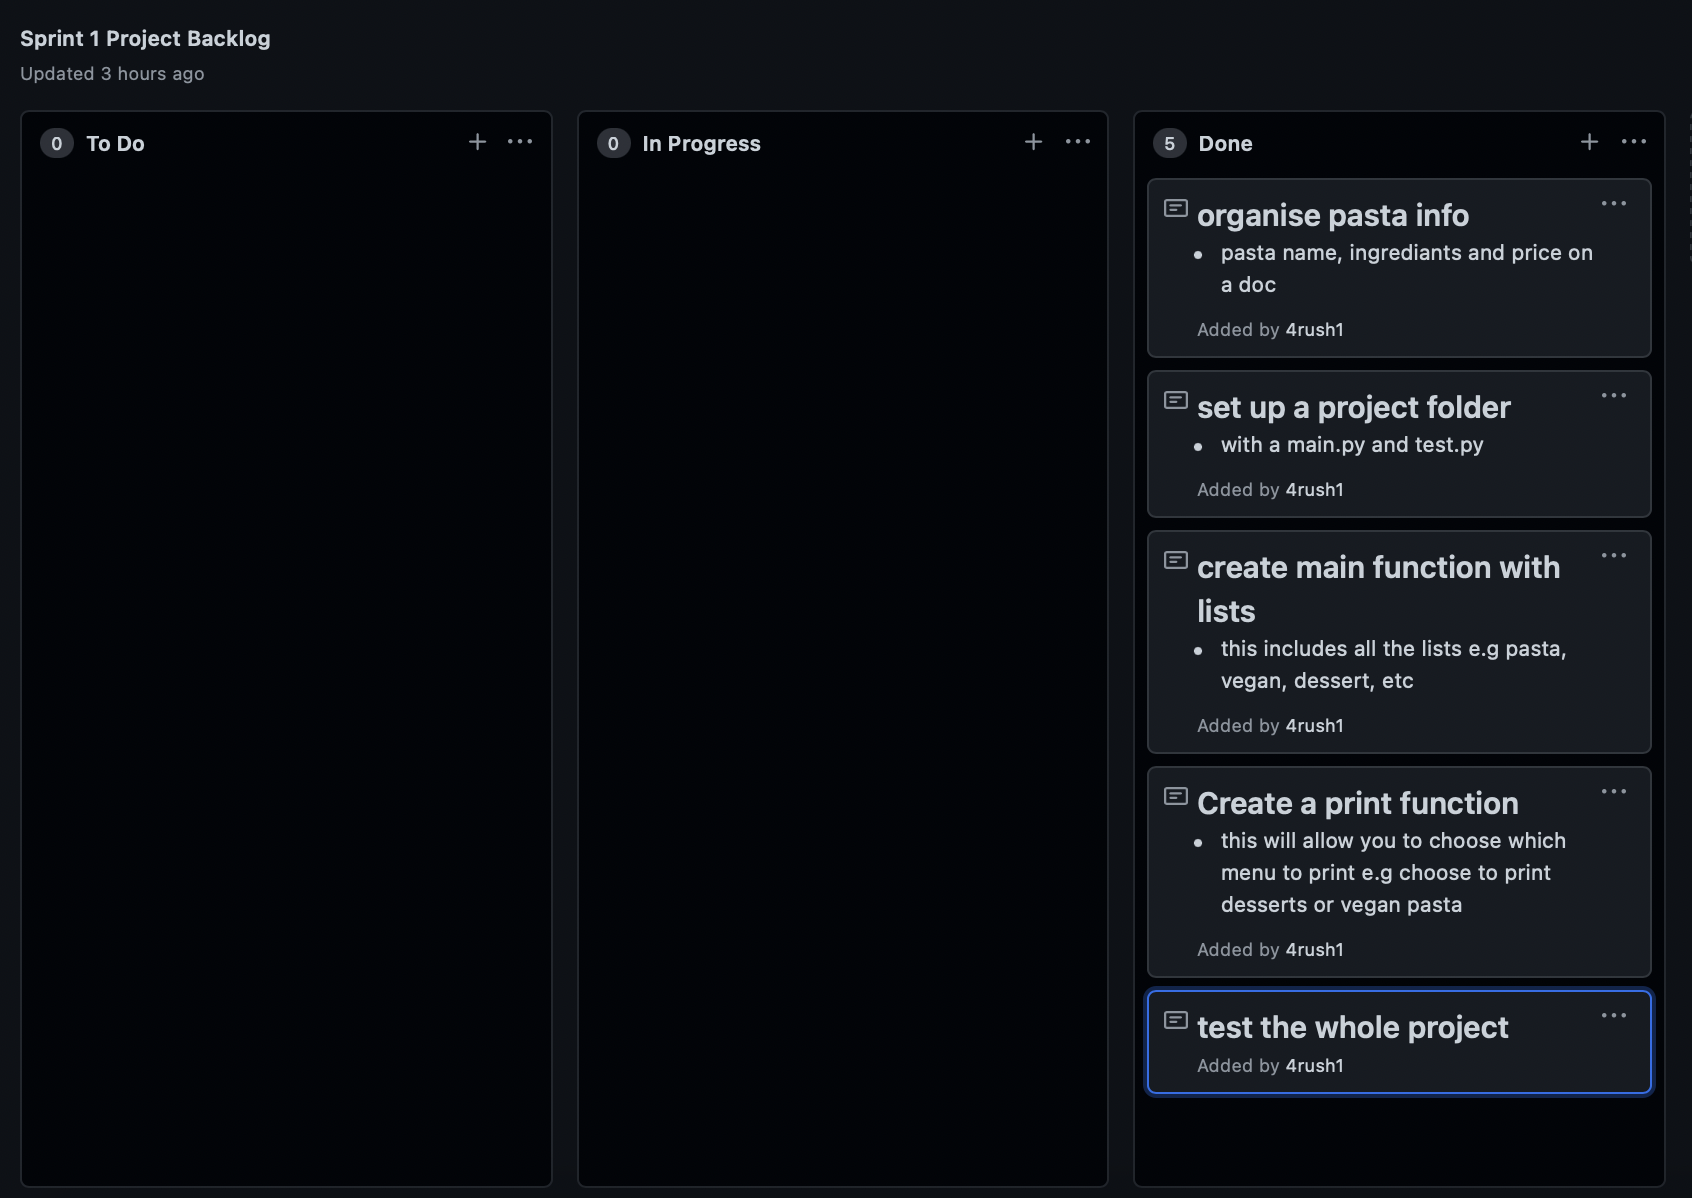 Sprint 1 Project Backlog
Updated 3 hours ago
0 To Do
0 In Progress
5 Done
organise pasta info
pasta name, ingrediants and price on
a doc
Added by 4rush1
set up a project folder
with a main.py and test.py
Added by 4rush1
create main function with
lists
this includes all the lists e.g pasta,
vegan, dessert, etc
Added by 4rush1
Create a print function
this will allow you to choose which
menu to print e.g choose to print
desserts or vegan pasta
Added by 4rush1
test the whole project
Added by 4rush1